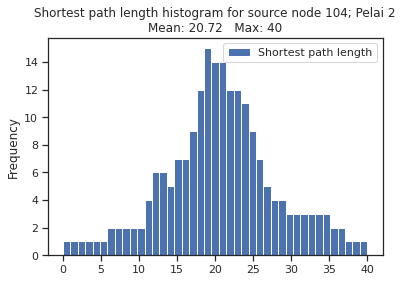 Shortest path length histogram for source node 104; Pelai 2
Mean: 20.72   Max: 40
Shortest path length
Frequency
14
12
10
8
6
4
2
0
0 5 10 15 20 25 30 35 40